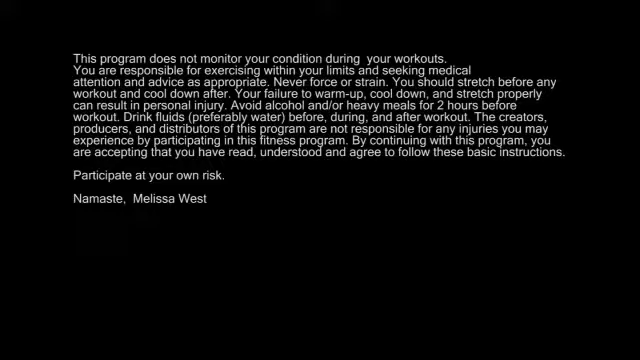 This program does not monitor your condition during  your workouts.
You are responsible for exercising within your limits and seeking medical
attention and advice as appropriate. Never force or strain. You should stretch before any
workout and cool down after. Your failure to warm-up, cool down, and stretch properly
can result in personal injury. Avoid alcohol and/or heavy meals for 2 hours before
workout. Drink fluids (preferably water) before, during, and after workout. The creators,
producers, and distributors of this program are not responsible for any injuries you may
experience by participating in this fitness program. By continuing with this program, you
are accepting that you have read, understood and agree to follow these basic instructions.
Participate at your own risk.
Namaste,  Melissa West